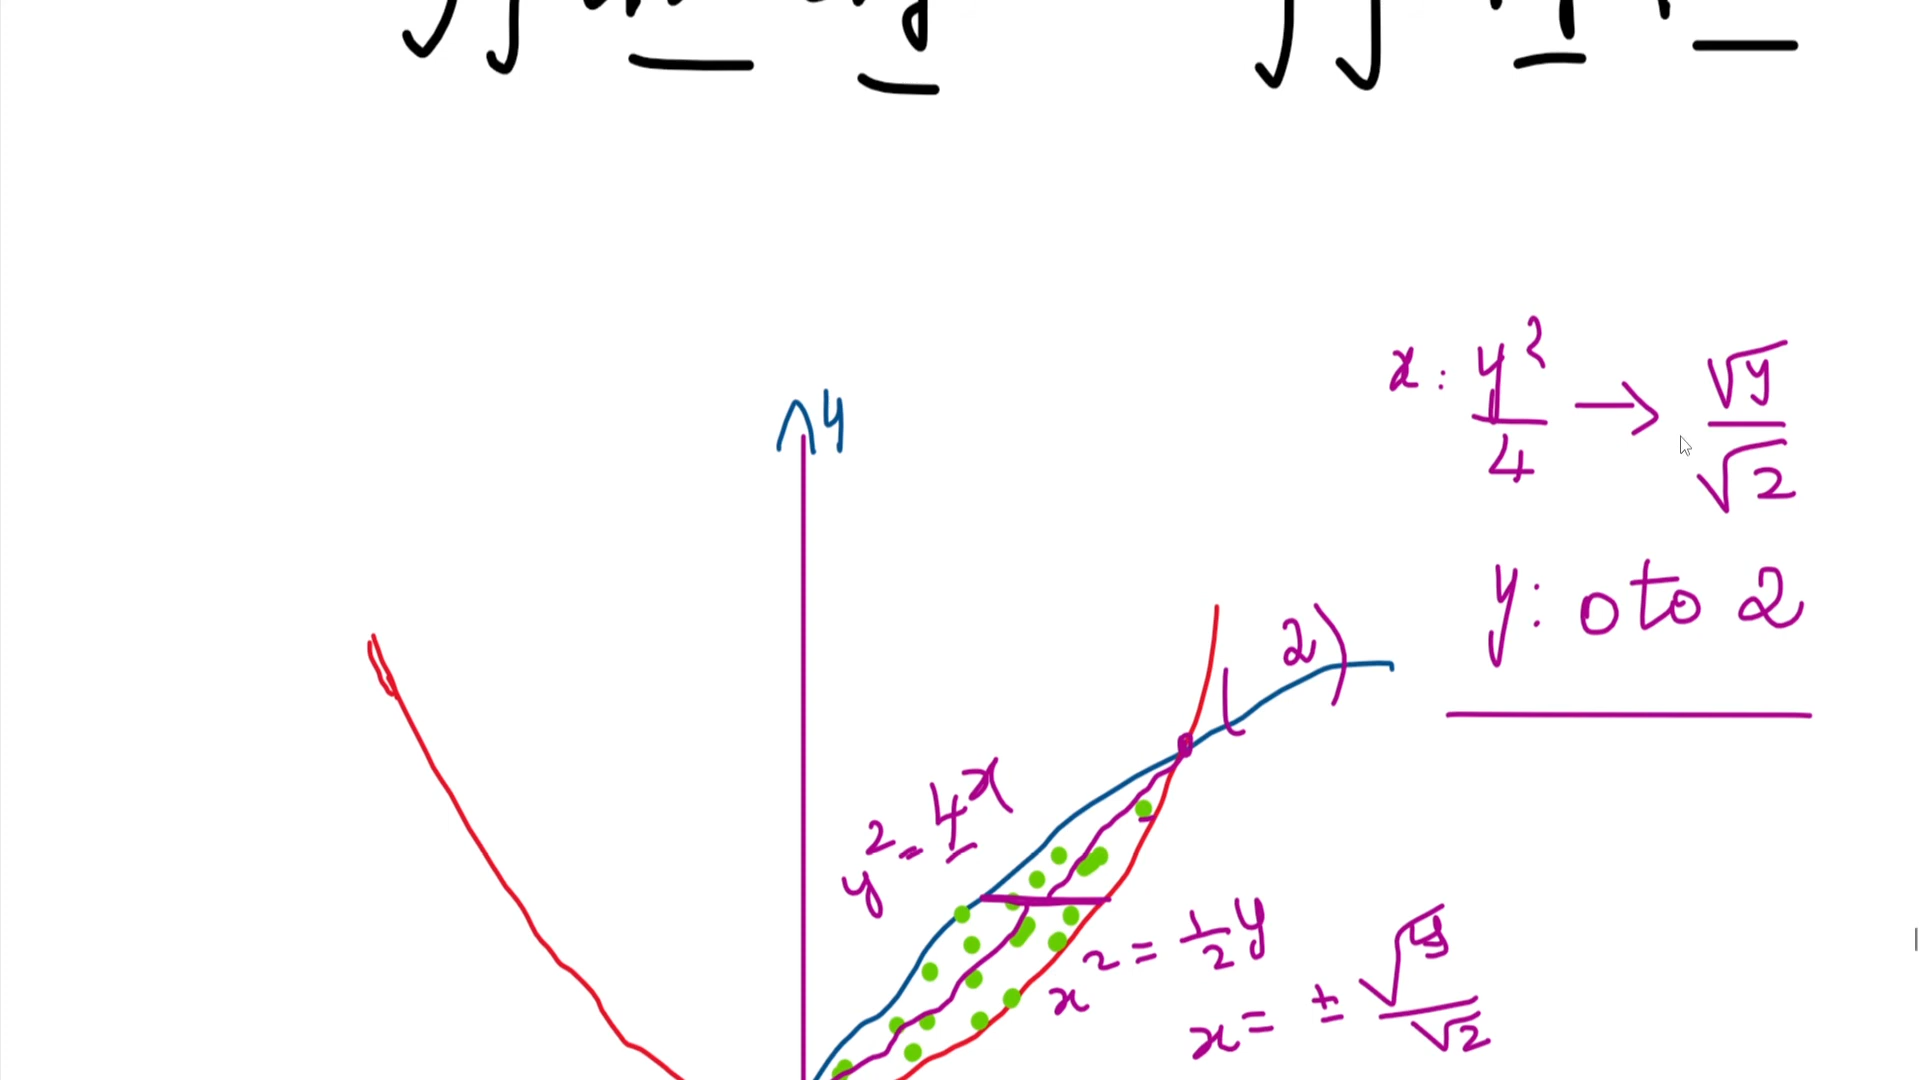 ∫∫ ∫∫
x : y²/4 → √y/√2
y
y : 0 to 2
( 2)
y² = 4x
x² = 1/2 y
x = ± √y/√2